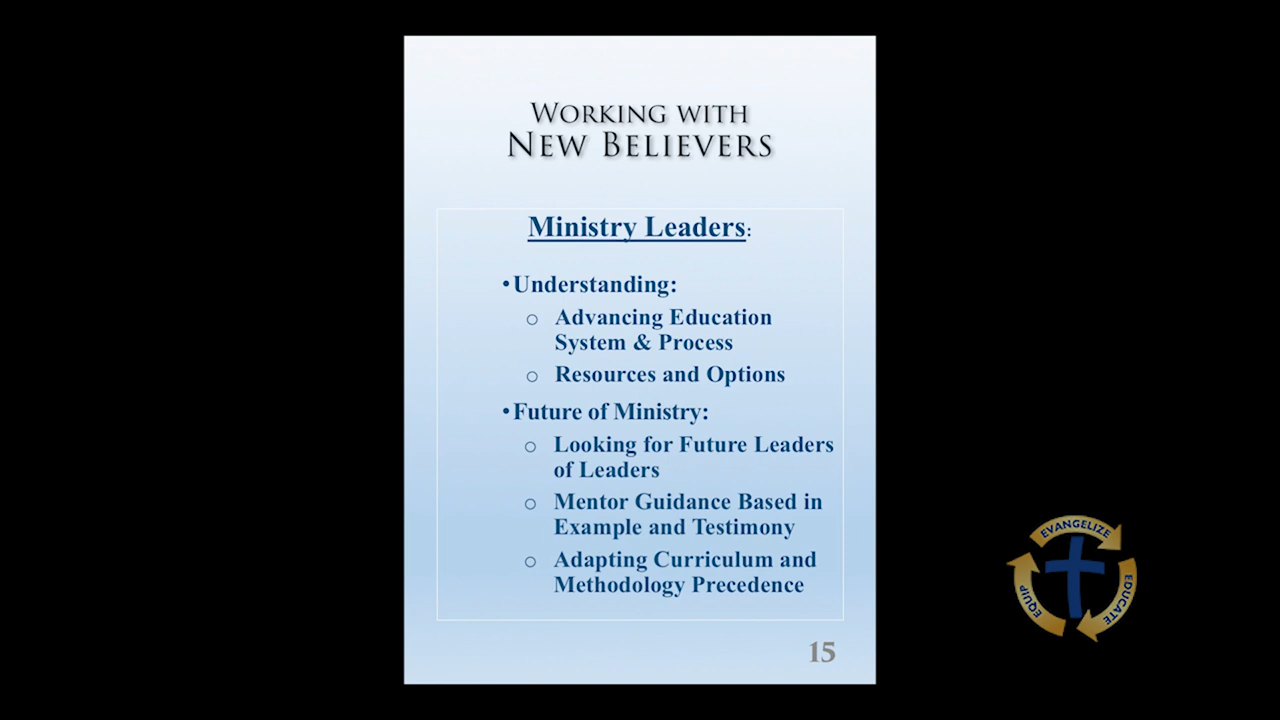 WORKING WITH
NEW BELIEVERS
Ministry Leaders:
•Understanding:
o Advancing Education
System & Process
o Resources and Options
•Future of Ministry:
o Looking for Future Leaders
of Leaders
o Mentor Guidance Based in
Example and Testimony
o Adapting Curriculum and
Methodology Precedence
15
EVANGELIZE
EDUCATE
EQUIP